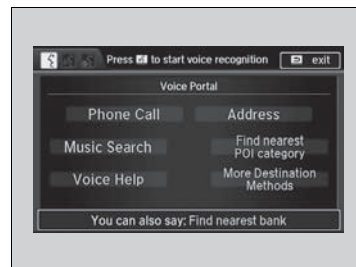 Press to start voice recognition exit
Voice Portal
Phone Call Address
Music Search Find nearest
POI category
Voice Help More Destination
Methods
You can also say: Find nearest bank